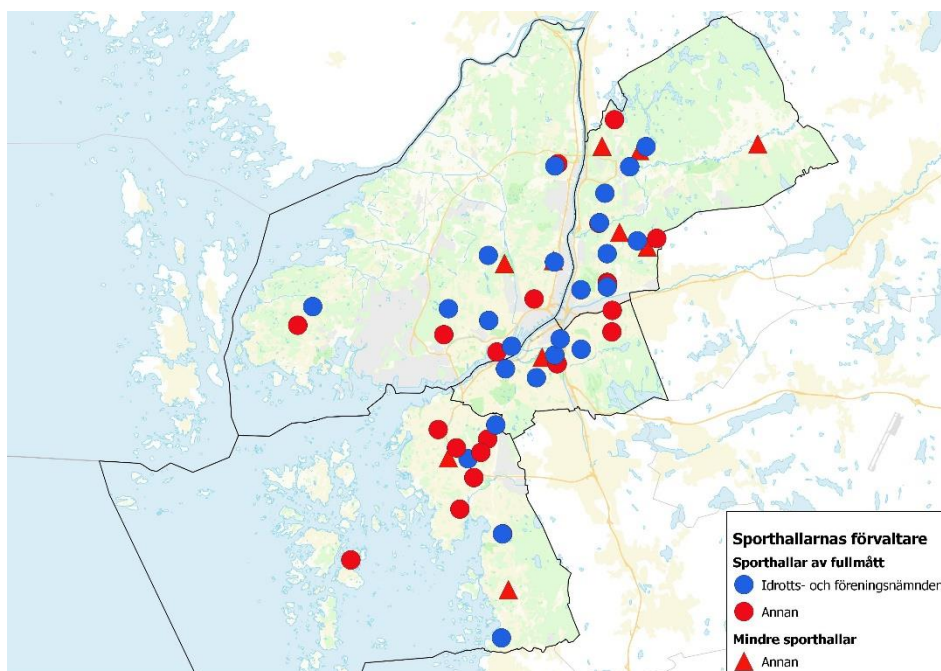 Sporthallarnas förvaltare
Sporthallar av fullmått
Idrotts- och föreningsnämnden
Annan
Mindre sporthallar
Annan